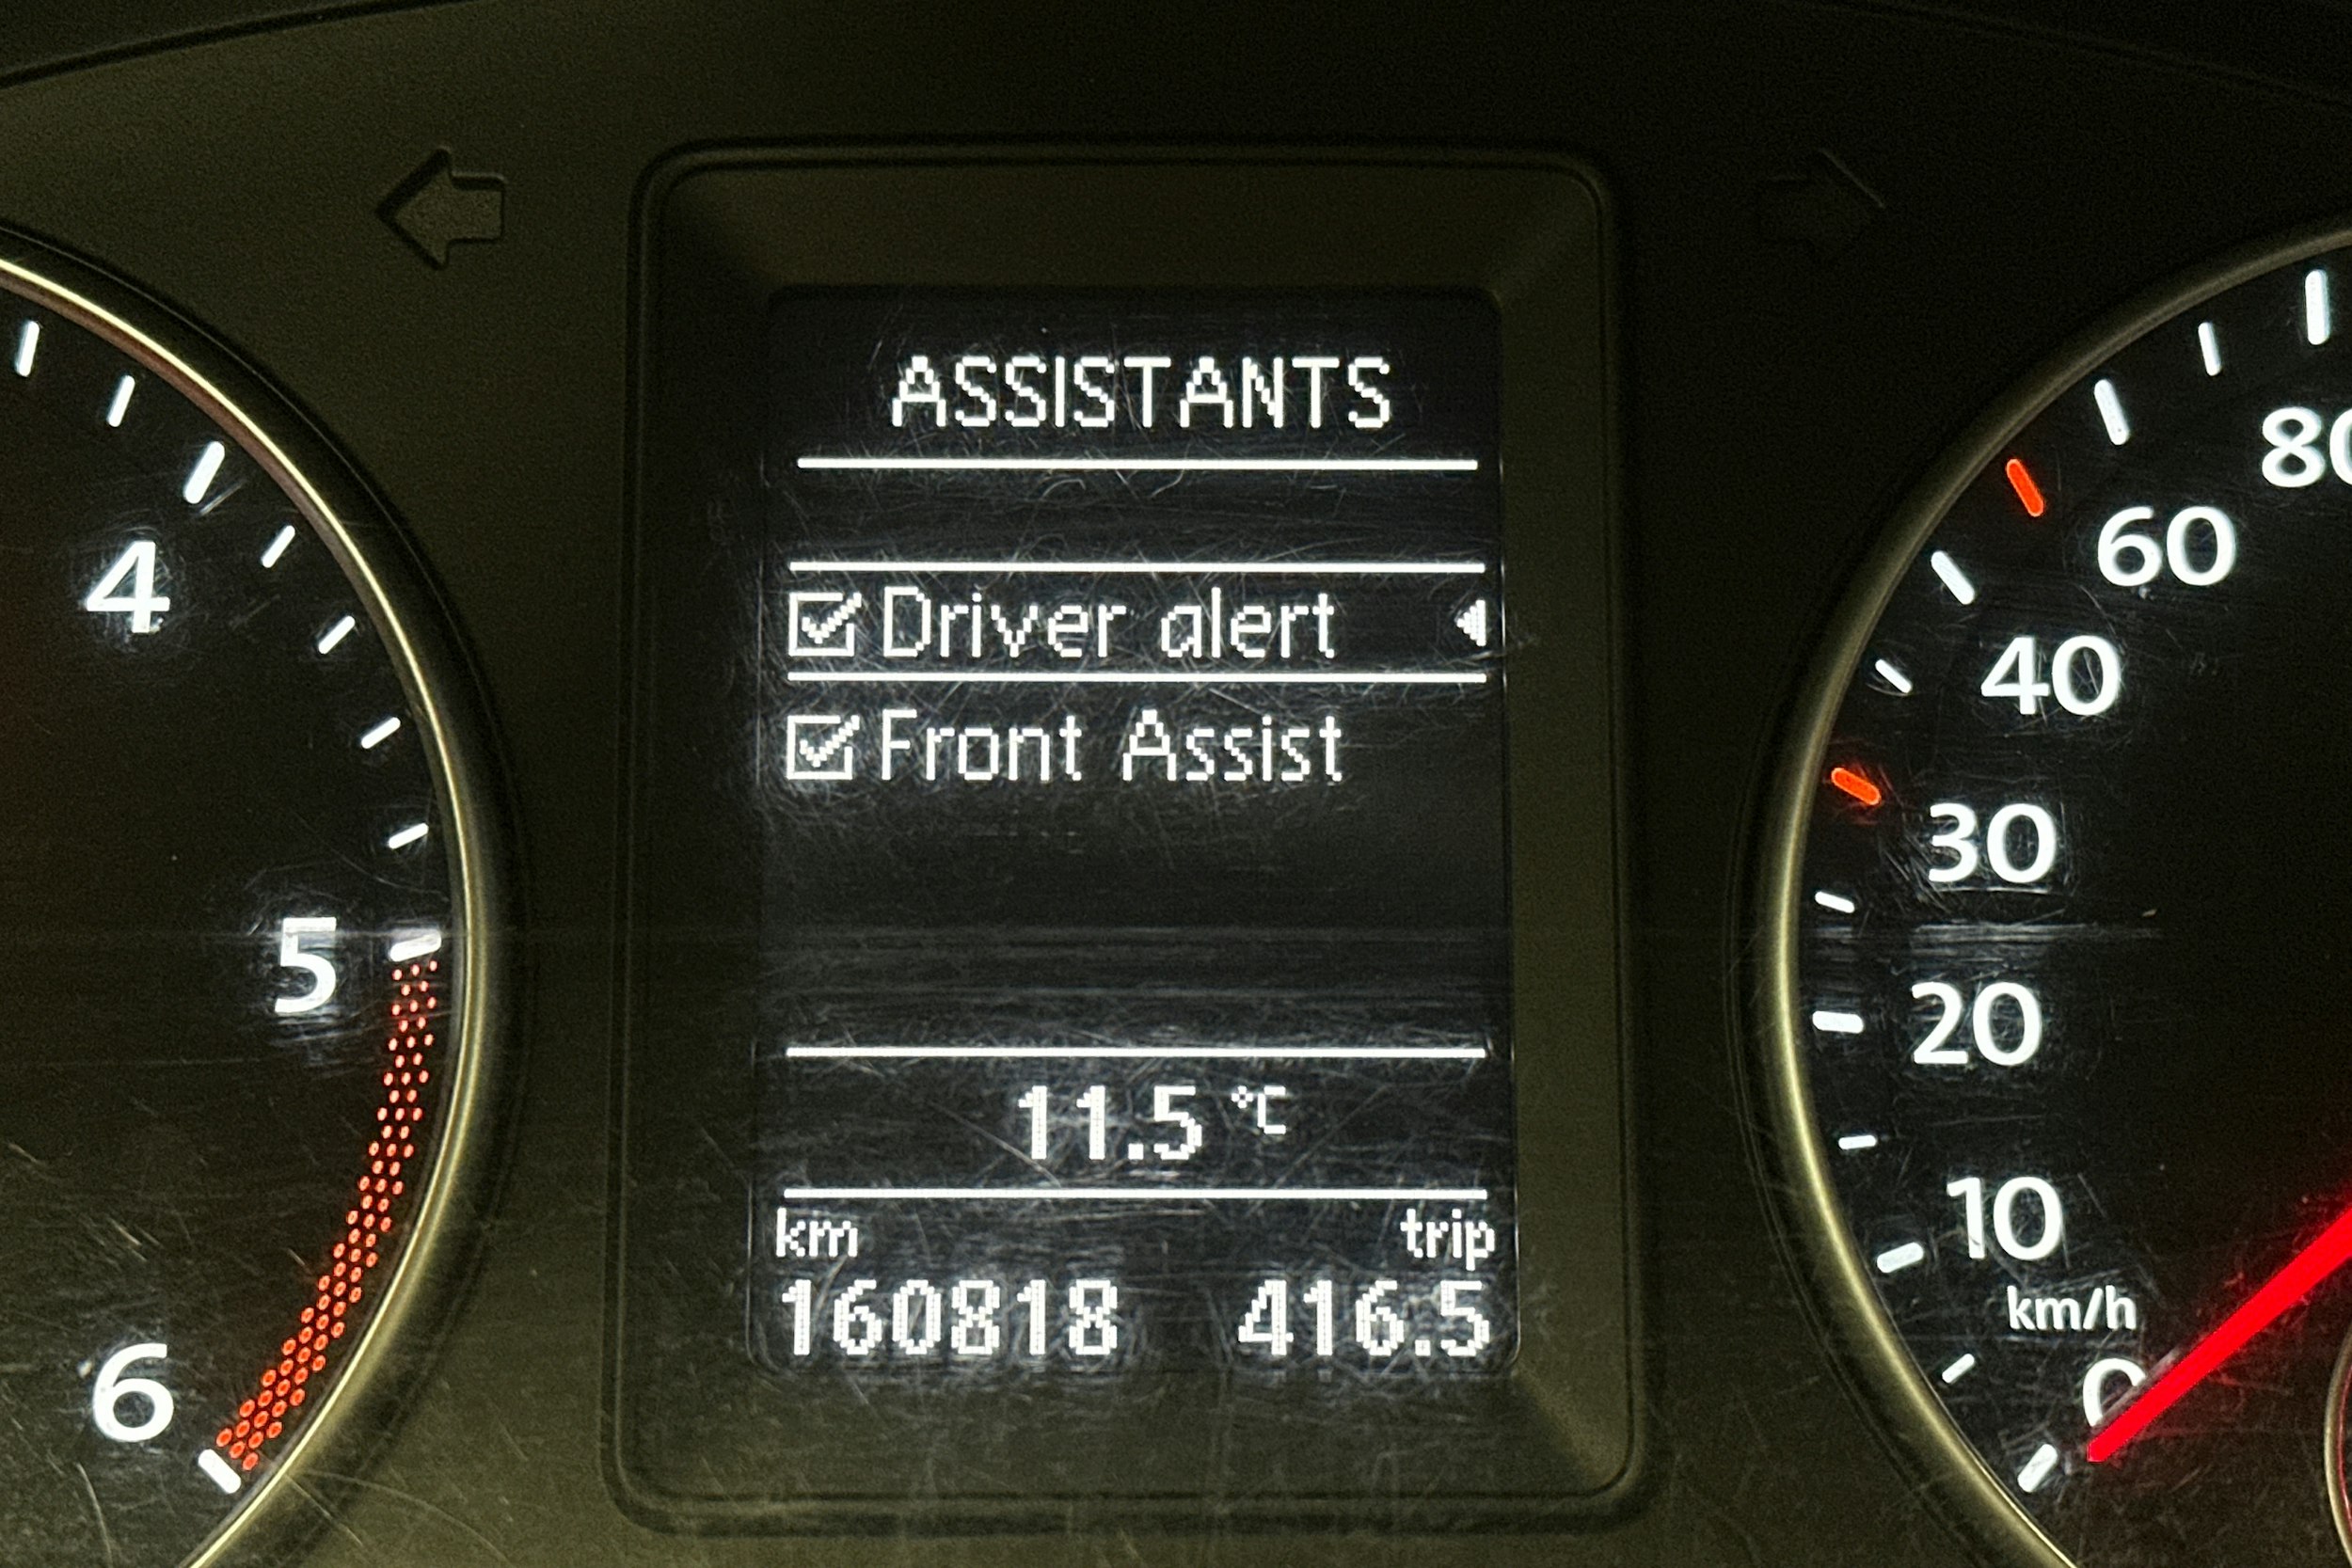 ASSISTANTS
Driver alert
Front Assist
11.5 °C
km trip
160818 416.5
4
5
6
80
60
40
30
20
10
km/h
0